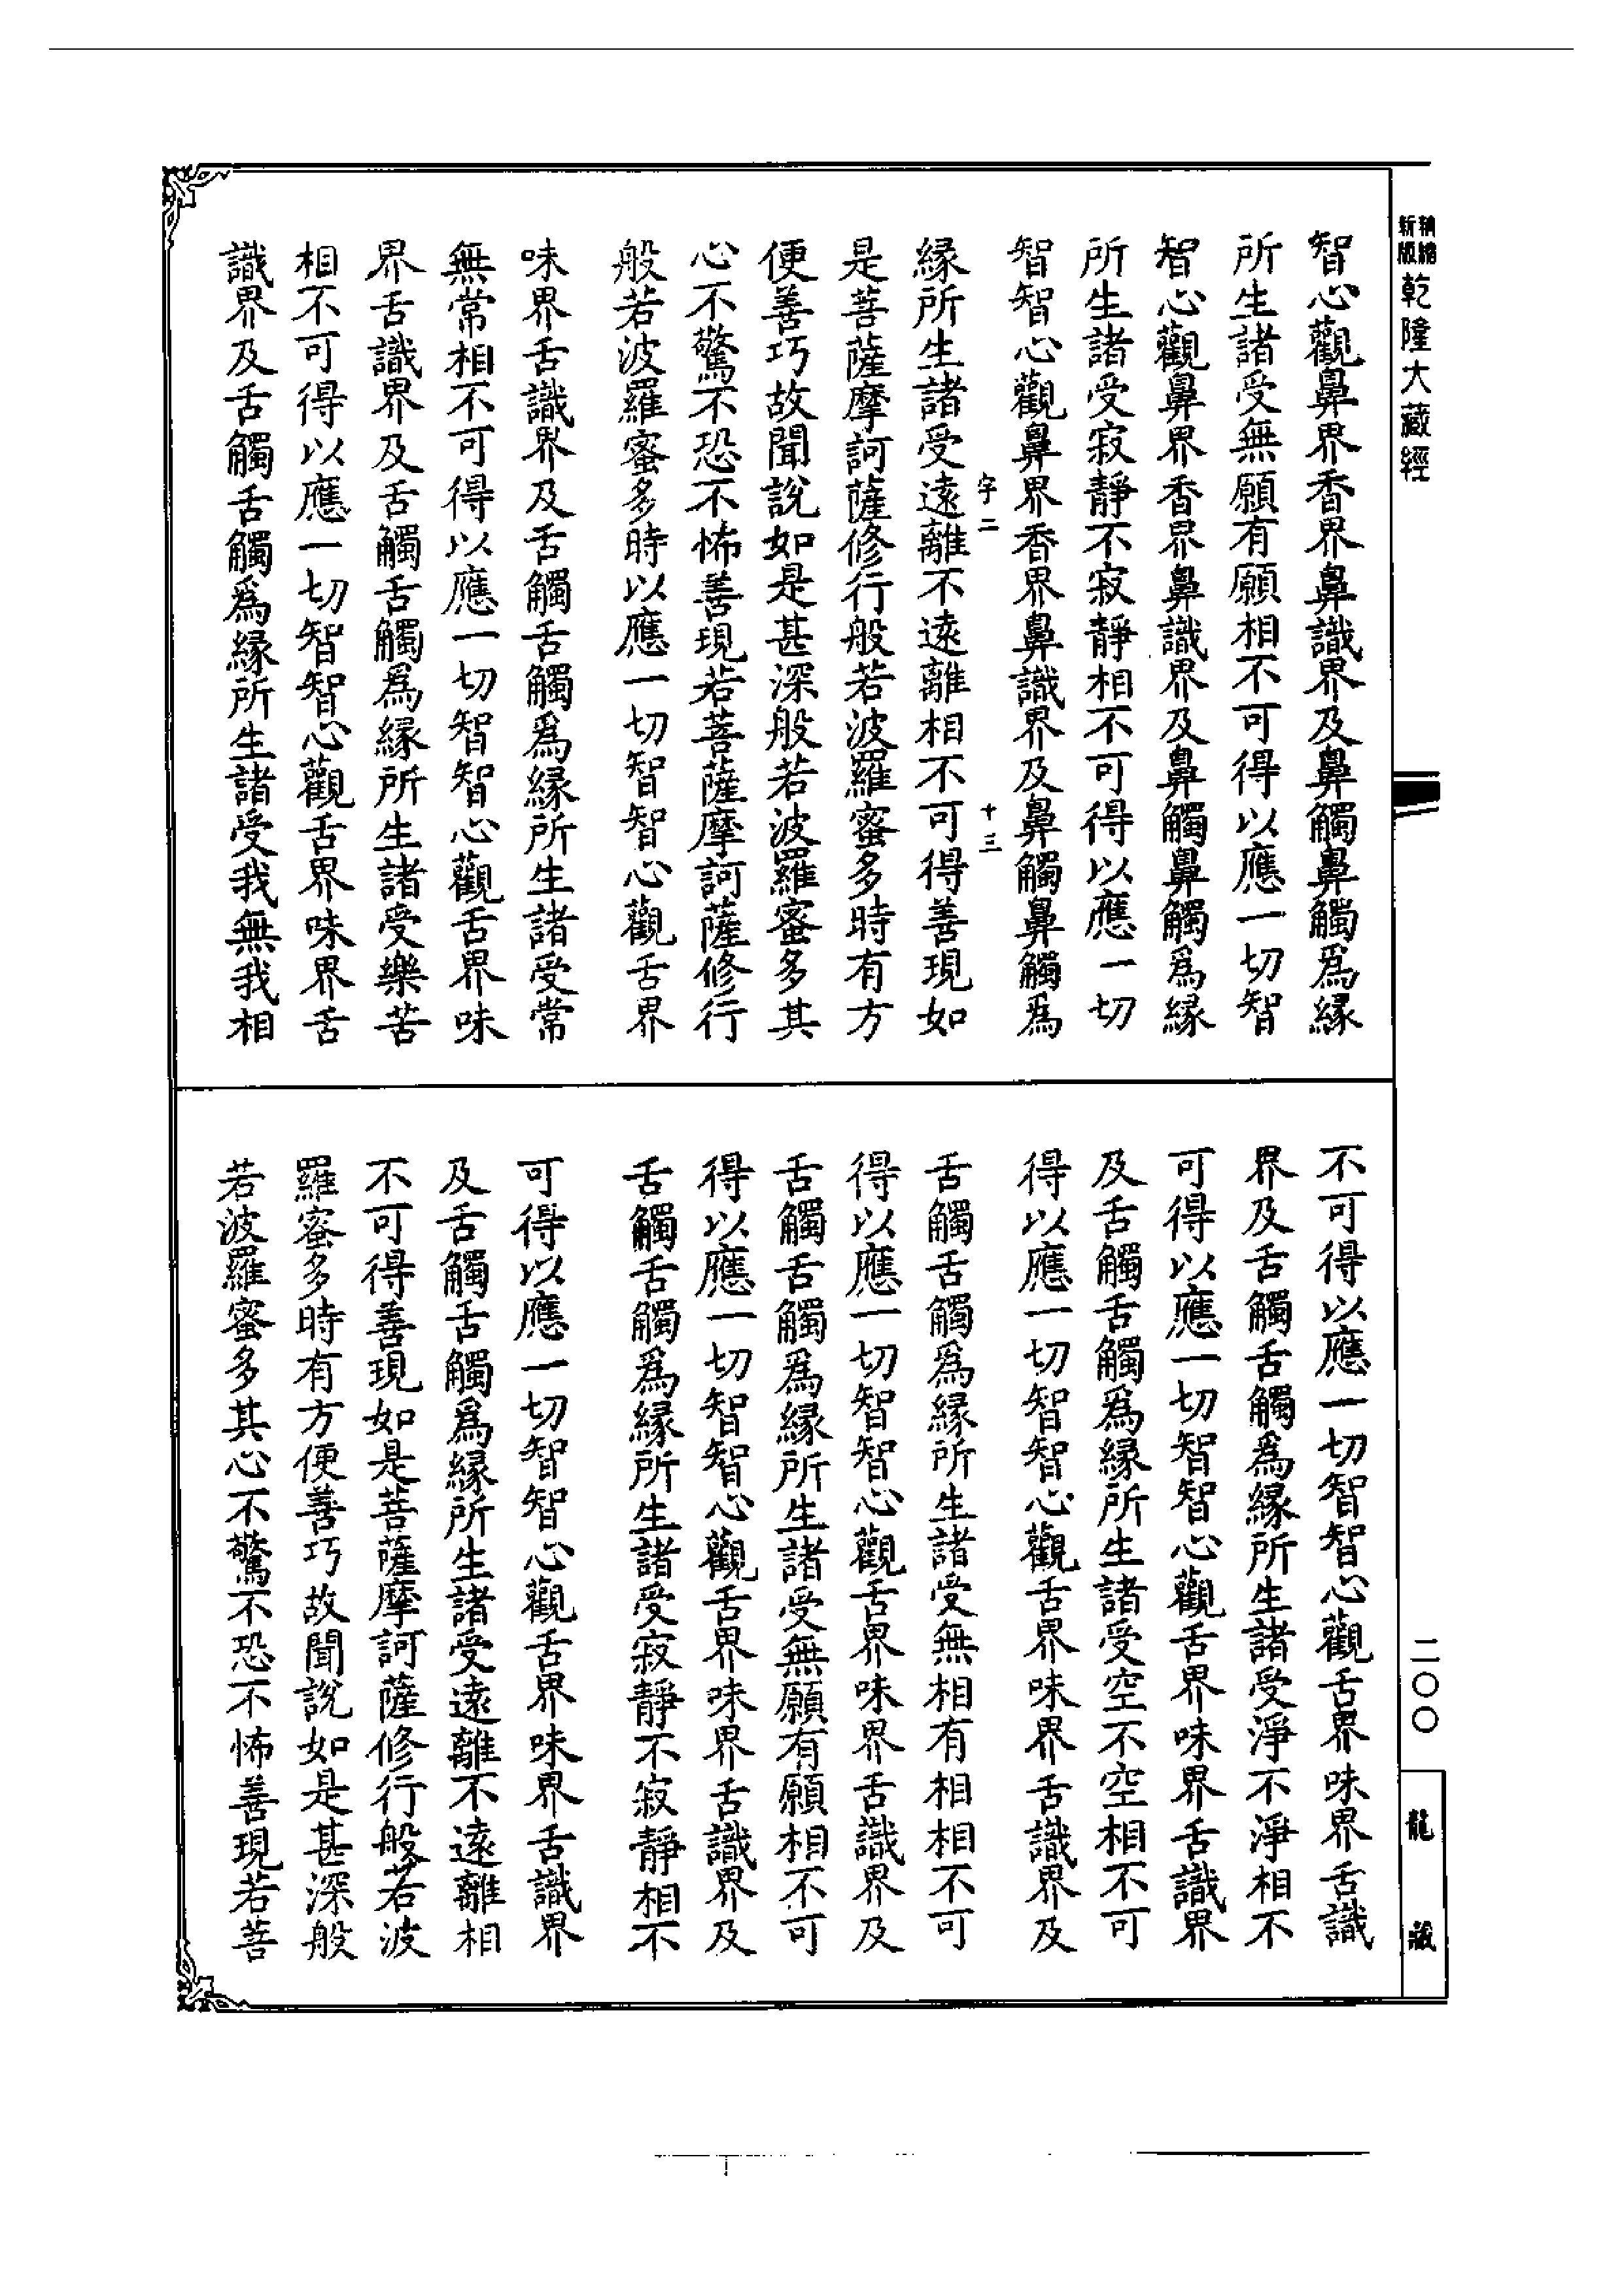 精縮新版乾隆大藏經
智心觀鼻界香界鼻識界及鼻觸鼻觸爲緣
所生諸受無願有願相不可得以應一切智
智心觀鼻界香界鼻識界及鼻觸鼻觸爲緣
所生諸受寂靜不寂靜相不可得以應一切
智智心觀鼻界香界鼻識界及鼻觸鼻觸爲
字二 十三
緣所生諸受遠離不遠離相不可得善現如
是菩薩摩訶薩修行般若波羅蜜多時有方
便善巧故聞說如是甚深般若波羅蜜多其
心不驚不恐不怖善現若菩薩摩訶薩修行
般若波羅蜜多時以應一切智智心觀舌界
味界舌識界及舌觸舌觸爲緣所生諸受常
無常相不可得以應一切智智心觀舌界味
界舌識界及舌觸舌觸爲緣所生諸受樂苦
相不可得以應一切智智心觀舌界味界舌
識界及舌觸舌觸爲緣所生諸受我無我相
不可得以應一切智智心觀舌界味界舌識
界及舌觸舌觸爲緣所生諸受淨不淨相不
可得以應一切智智心觀舌界味界舌識界
及舌觸舌觸爲緣所生諸受空不空相不可
得以應一切智智心觀舌界味界舌識界及
舌觸舌觸爲緣所生諸受無相有相相不可
得以應一切智智心觀舌界味界舌識界及
舌觸舌觸爲緣所生諸受無願有願相不可
得以應一切智智心觀舌界味界舌識界及
舌觸舌觸爲緣所生諸受寂靜不寂靜相不
可得以應一切智智心觀舌界味界舌識界
及舌觸舌觸爲緣所生諸受遠離不遠離相
不可得善現如是菩薩摩訶薩修行般若波
羅蜜多時有方便善巧故聞說如是甚深般
若波羅蜜多其心不驚不恐不怖善現若菩
二〇〇
龍藏